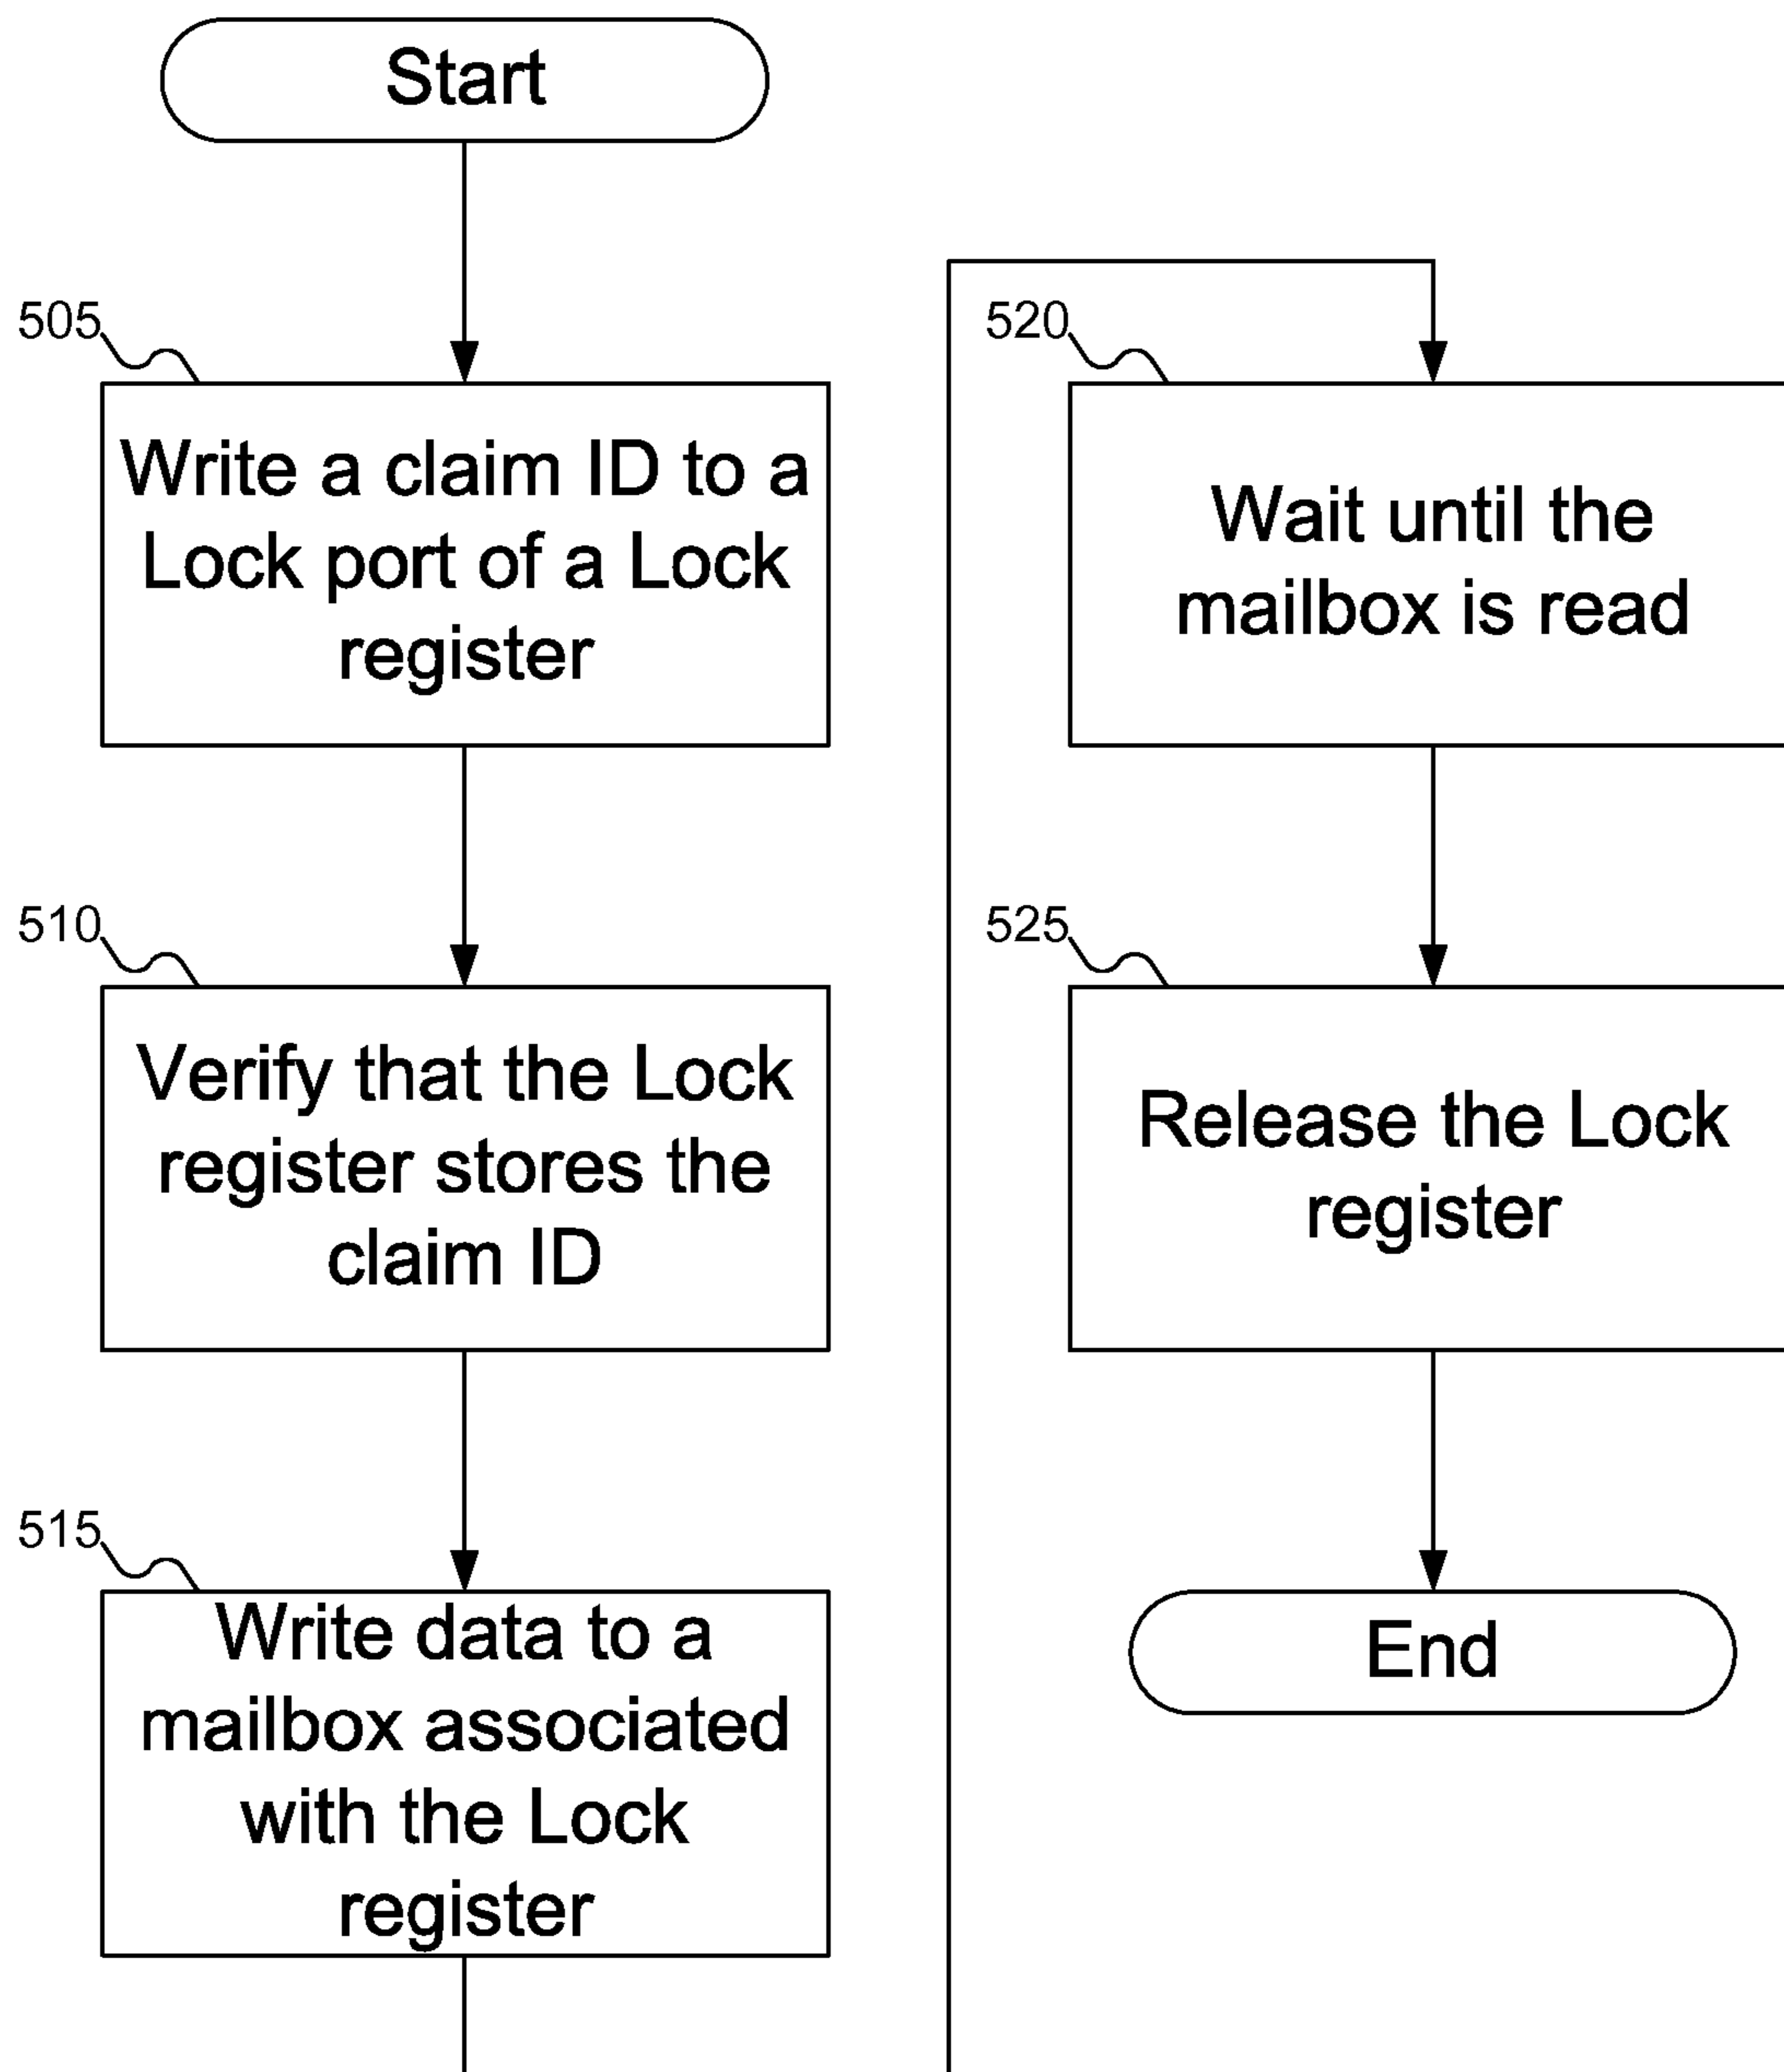 Start
505
Write a claim ID to a
Lock port of a Lock
register
510
Verify that the Lock
register stores the
claim ID
515
Write data to a
mailbox associated
with the Lock
register
520
Wait until the
mailbox is read
525
Release the Lock
register
End